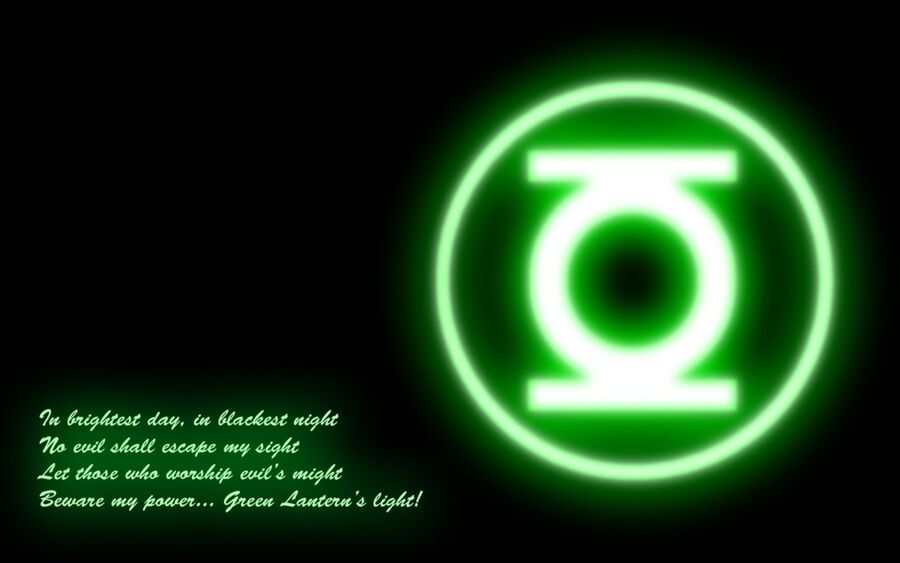 In brightest day, in blackest night
No evil shall escape my sight
Let those who worship evil's might
Beware my power... Green Lantern's light!